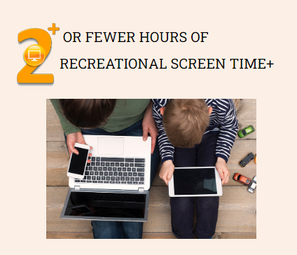 2+ OR FEWER HOURS OF
RECREATIONAL SCREEN TIME+